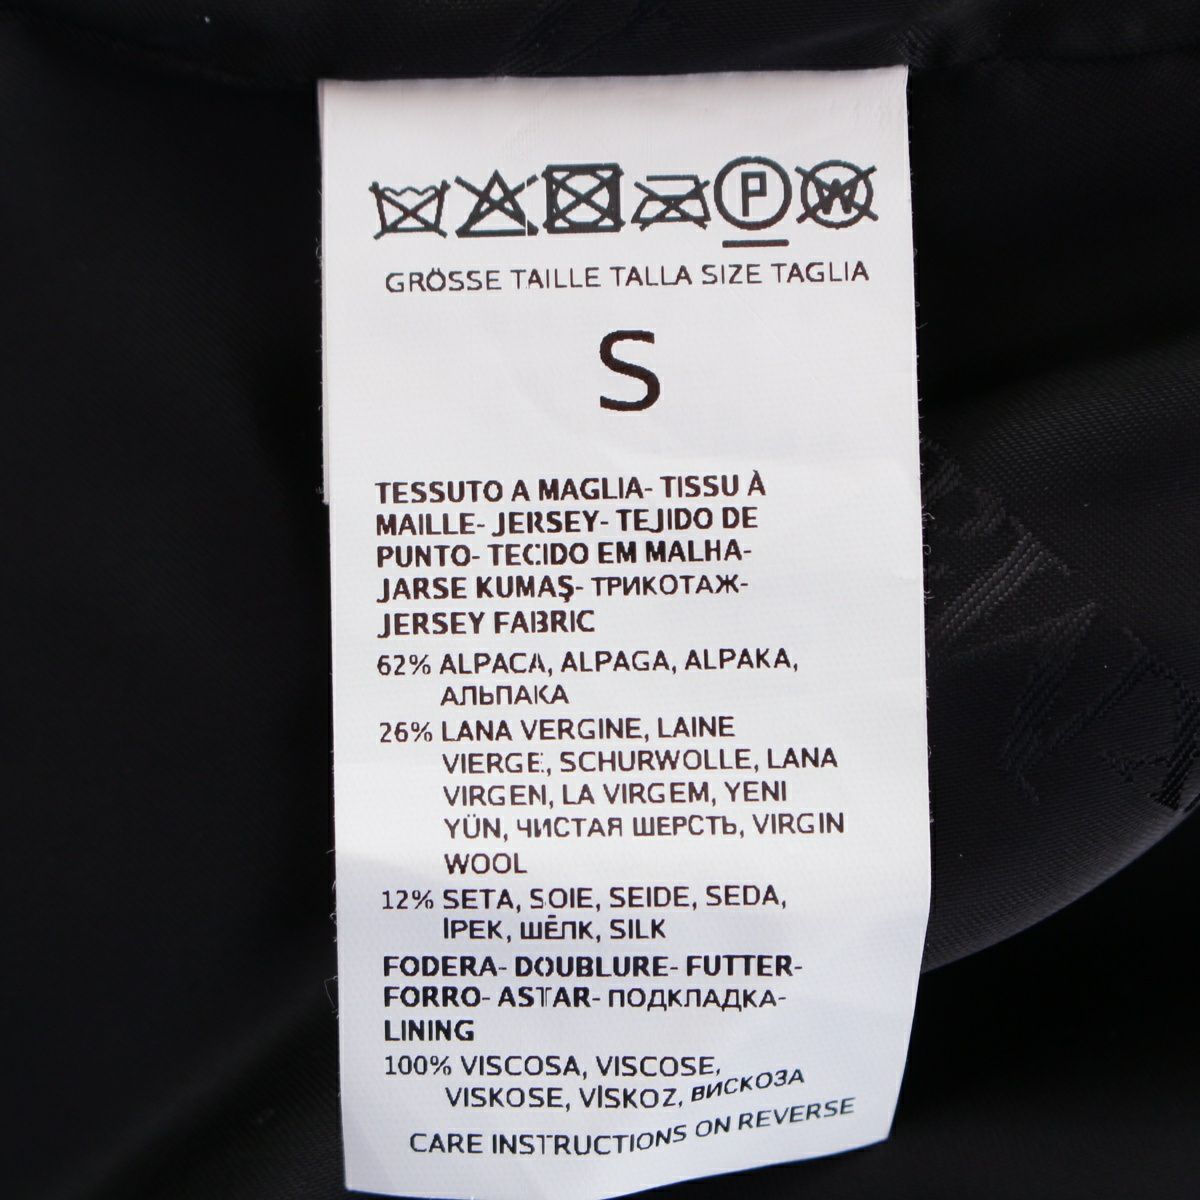 P W
GRÖSSE TAILLE TALLA SIZE TAGLIA
S
TESSUTO A MAGLIA- TISSU À
MAILLE- JERSEY- TEJIDO DE
PUNTO- TECIDO EM MALHA-
JARSE KUMAŞ- ТРИКОТАЖ-
JERSEY FABRIC
62% ALPACA, ALPAGA, ALPAKA,
АЛЬПАКА
26% LANA VERGINE, LAINE
VIERGE, SCHURWOLLE, LANA
VIRGEN, LA VIRGEM, YENI
YÜN, ЧИСТАЯ ШЕРСТЬ, VIRGIN
WOOL
12% SETA, SOIE, SEIDE, SEDA,
IPEK, ШЁЛК, SILK
FODERA- DOUBLURE- FUTTER-
FORRO- ASTAR- ПОДКЛАДКА-
LINING
100% VISCOSA, VISCOSE,
VISKOSE, VİSKOZ, ВИСКОЗА
CARE INSTRUCTIONS ON REVERSE